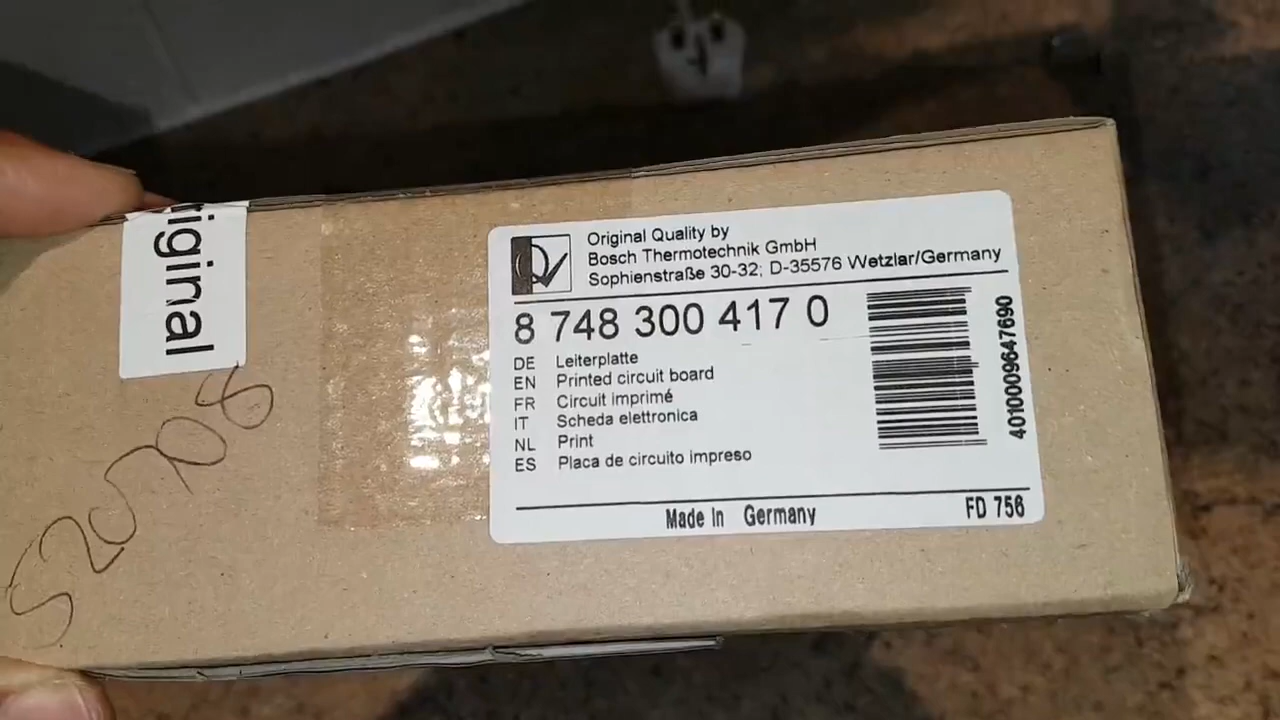 riginal
520708
Original Quality by
Bosch Thermotechnik GmbH
Sophienstraße 30-32; D-35576 Wetzlar/Germany
8 748 300 417 0
4010009647690
DE Leiterplatte
EN Printed circuit board
FR Circuit imprimé
IT Scheda elettronica
NL Print
ES Placa de circuito impreso
Made In Germany
FD 756